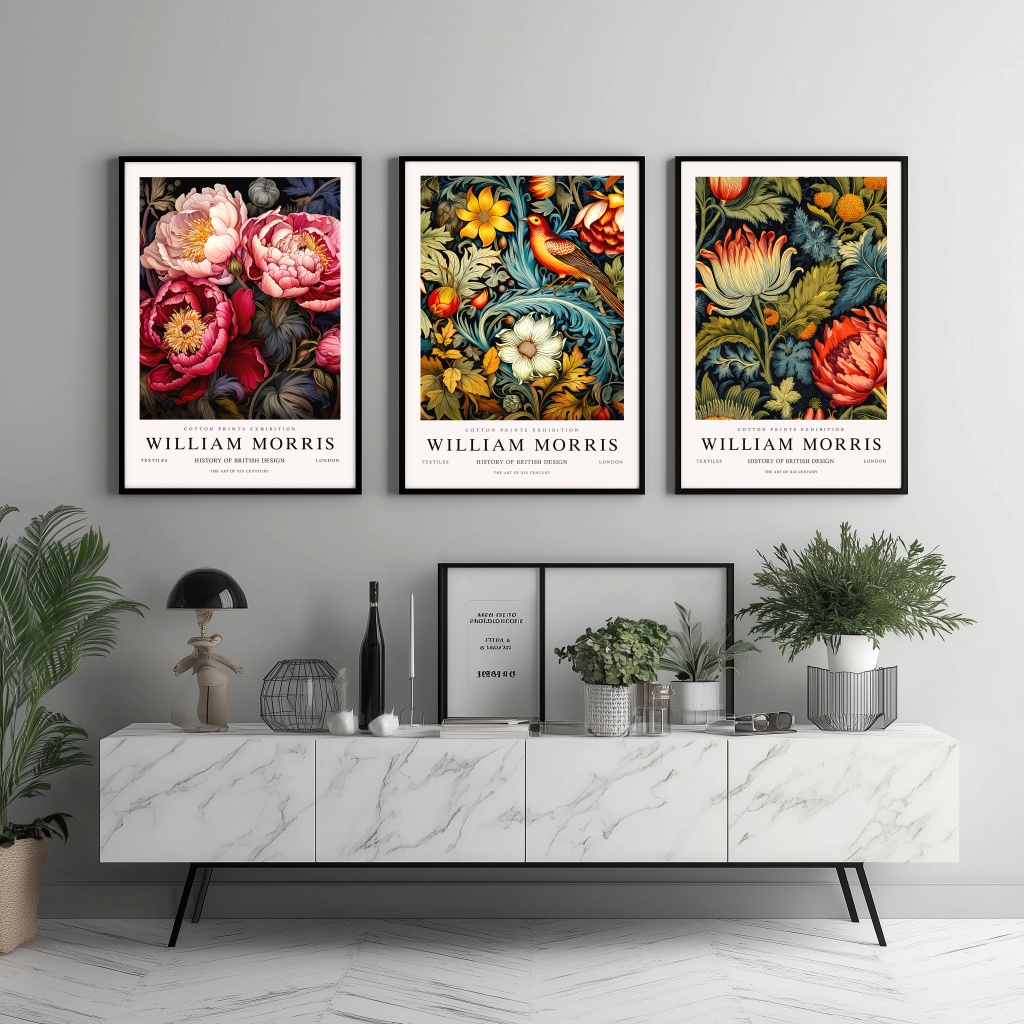 COTTON PRINTS EXHIBITION
WILLIAM MORRIS
TEXTILES HISTORY OF BRITISH DESIGN LONDON
THE ART OF XIX CENTURY
COTTON PRINTS EXHIBITION
WILLIAM MORRIS
TEXTILES HISTORY OF BRITISH DESIGN LONDON
THE ART OF XIX CENTURY
COTTON PRINTS EXHIBITION
WILLIAM MORRIS
TEXTILES HISTORY OF BRITISH DESIGN LONDON
THE ART OF XIX CENTURY